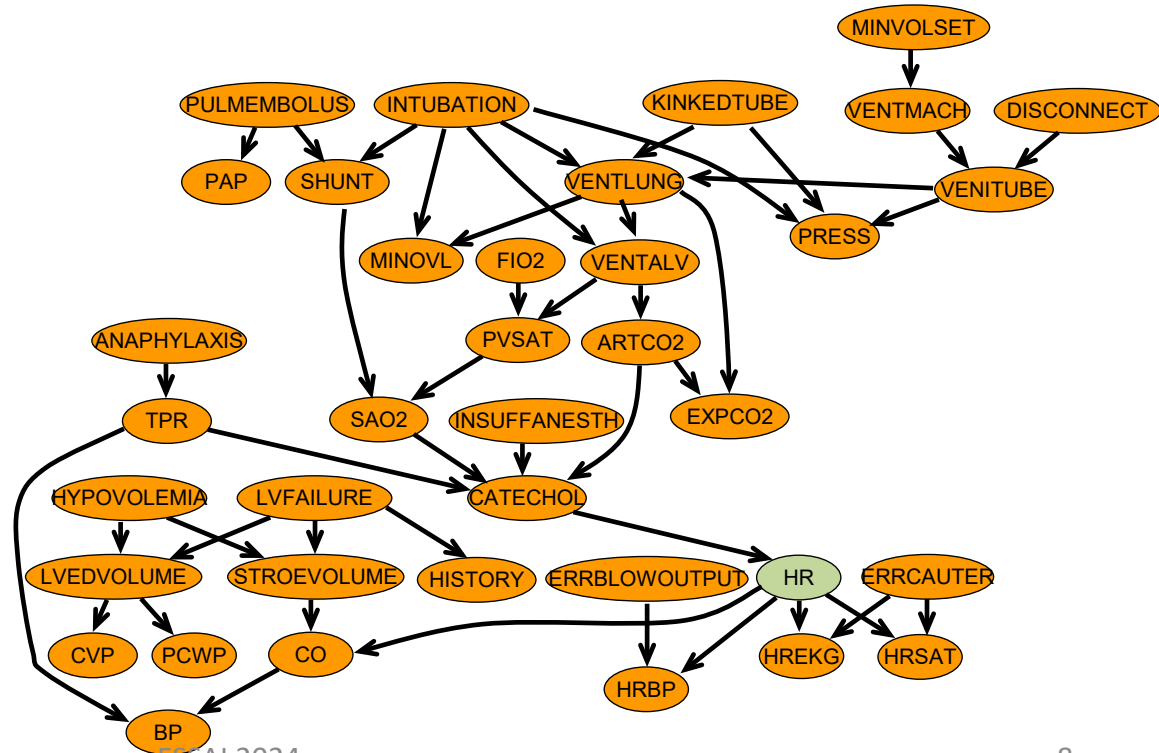 MINVOLSET
PULMEMBOLUS
INTUBATION
KINKEDTUBE
VENTMACH
DISCONNECT
PAP
SHUNT
VENTLUNG
VENITUBE
PRESS
MINOVL
FIO2
VENTALV
ANAPHYLAXIS
PVSAT
ARTCO2
TPR
SAO2
INSUFFANESTH
EXPCO2
HYPOVOLEMIA
LVFAILURE
CATECHOL
LVEDVOLUME
STROEVOLUME
HISTORY
ERRBLOWOUTPUT
HR
ERRCAUTER
CVP
PCWP
CO
HREKG
HRSAT
HRBP
BP
2024